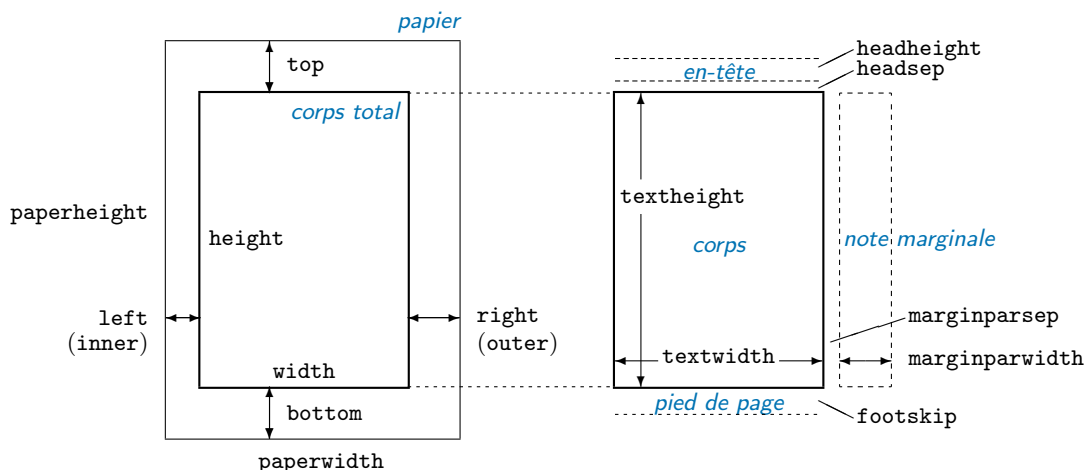 papier
headheight
top
en-tête
headsep
corps total
textheight
paperheight
height
corps
note marginale
left
(inner)
right
(outer)
marginparsep
textwidth
marginparwidth
width
pied de page
bottom
footskip
paperwidth